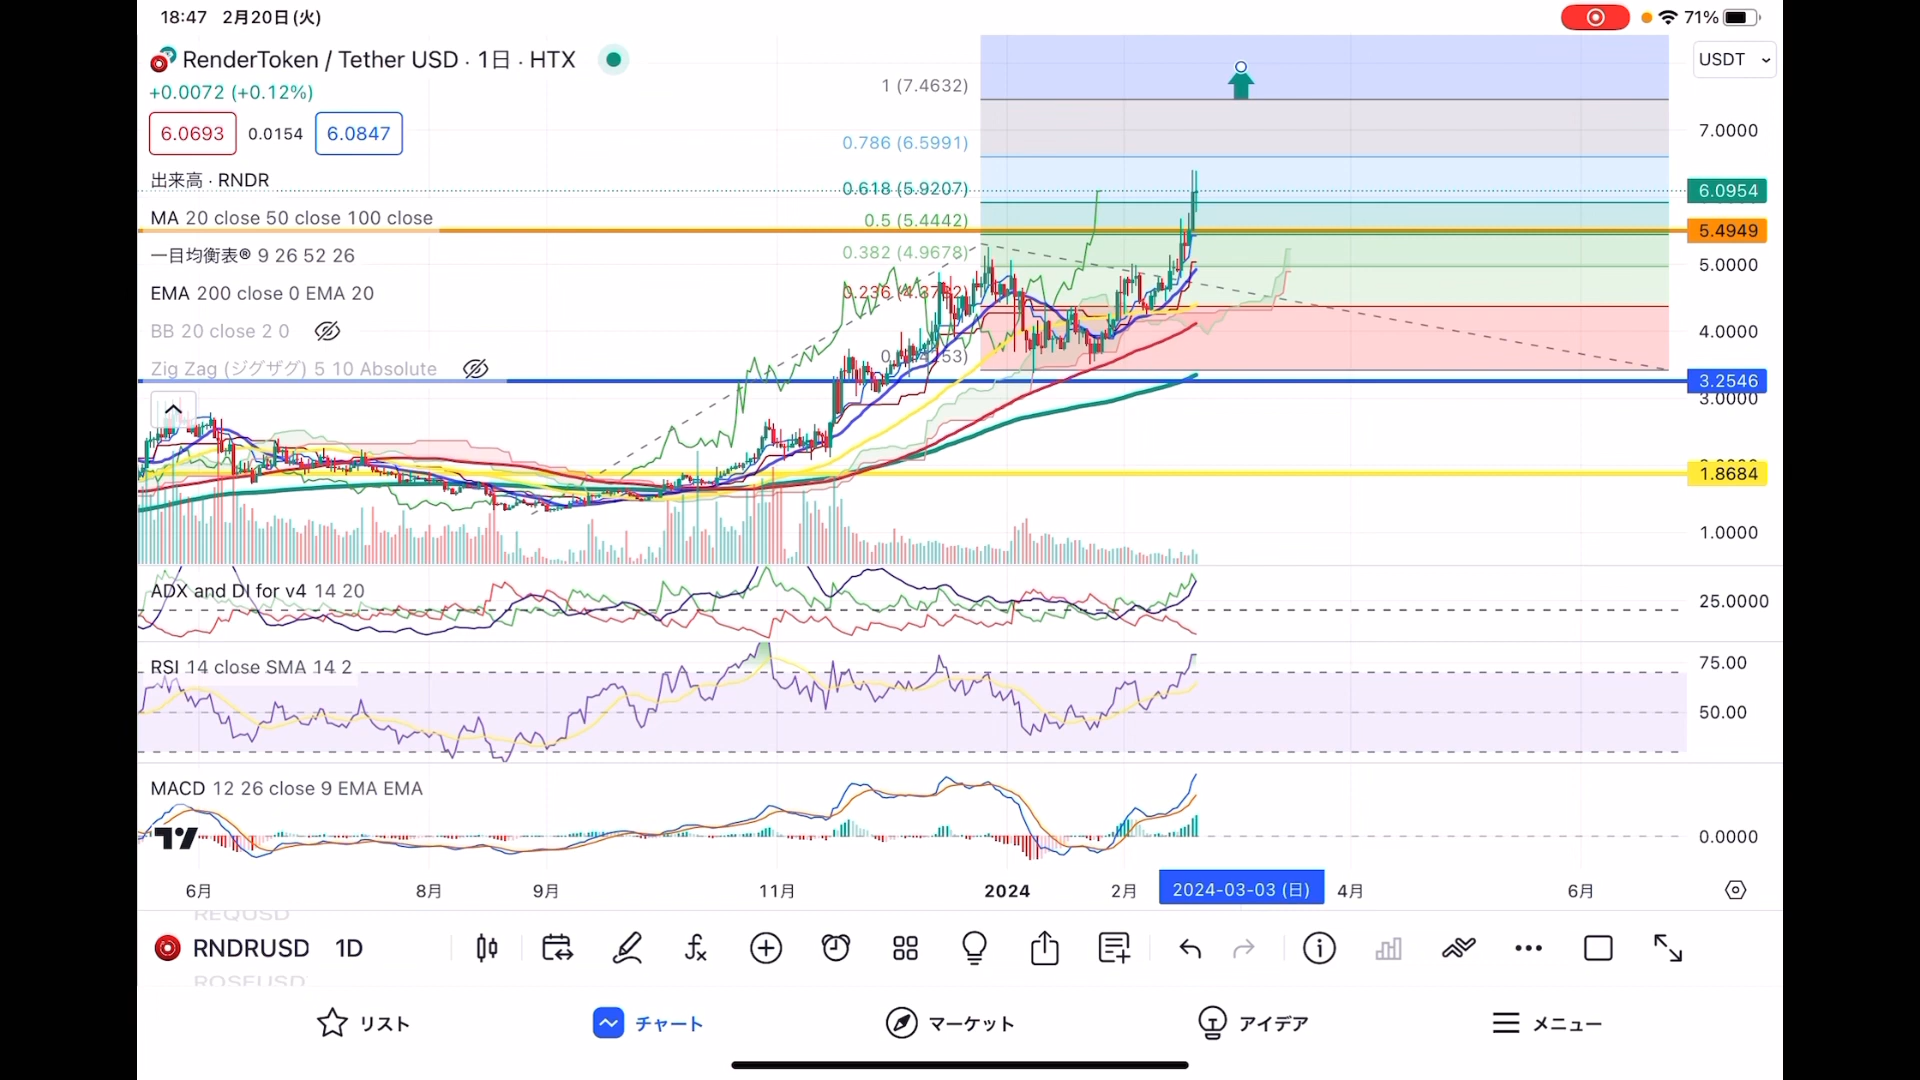 18:47 2月20日(火)
71%
RenderToken / Tether USD · 1日 · HTX
USDT
+0.0072 (+0.12%)
1 (7.4632)
6.0693 0.0154 6.0847
7.0000
0.786 (6.5991)
出来高 · RNDR
0.618 (5.9207)
6.0954
MA 20 close 50 close 100 close
0.5 (5.4442)
5.4949
一目均衡表® 9 26 52 26
0.382 (4.9678)
5.0000
EMA 200 close 0 EMA 20
BB 20 close 2 0
4.0000
Zig Zag (ジグザグ) 5 10 Absolute
3.2546
3.0000
1.8684
1.0000
ADX and DI for v4 14 20
25.0000
RSI 14 close SMA 14 2
75.00
50.00
MACD 12 26 close 9 EMA EMA
0.0000
6月 8月 9月 11月 2024 2月 2024-03-03 (日) 4月 6月
REQUSD
RNDRUSD 1D
ROSEUSD
リスト チャート マーケット アイデア メニュー